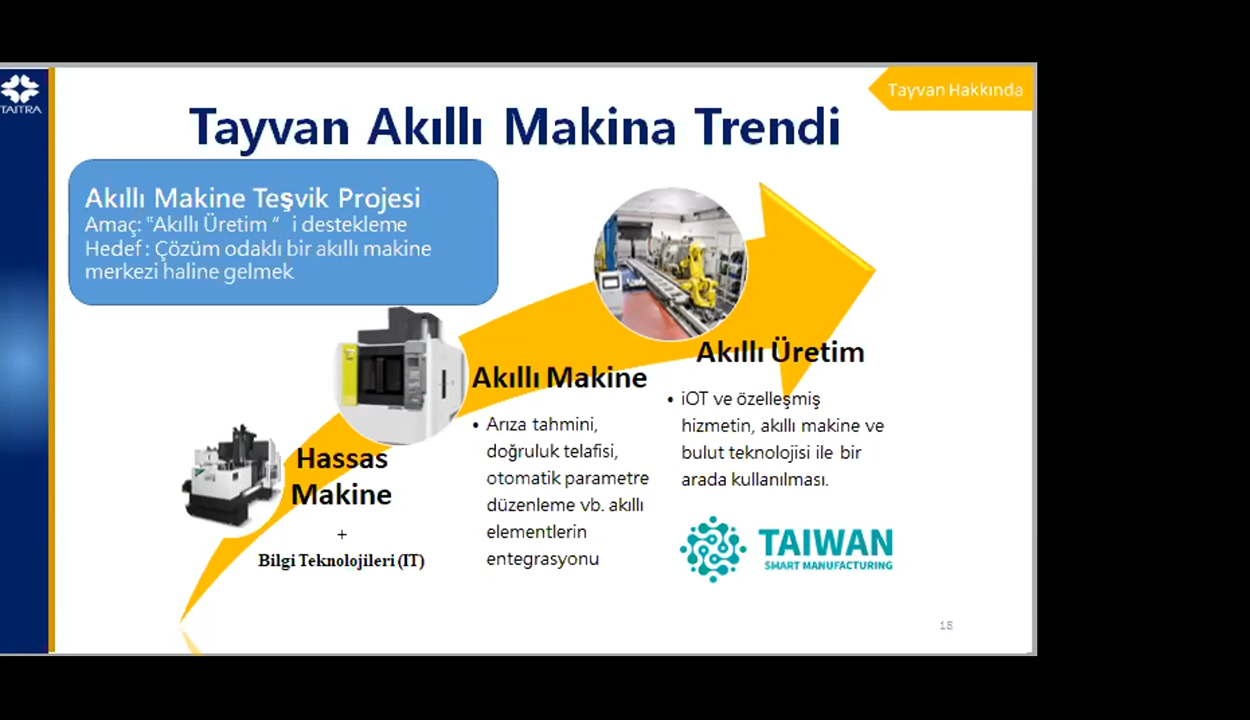 TAITRA
Tayvan Hakkında
Tayvan Akıllı Makina Trendi
Akıllı Makine Teşvik Projesi
Amaç: “Akıllı Üretim ” i destekleme
Hedef : Çözüm odaklı bir akıllı makine
merkezi haline gelmek
Hassas
Makine
+
Bilgi Teknolojileri (IT)
Akıllı Makine
• Arıza tahmini,
doğruluk telafisi,
otomatik parametre
düzenleme vb. akıllı
elementlerin
entegrasyonu
Akıllı Üretim
• iOT ve özelleşmiş
hizmetin, akıllı makine ve
bulut teknolojisi ile bir
arada kullanılması.
TAIWAN
SMART MANUFACTURING
18